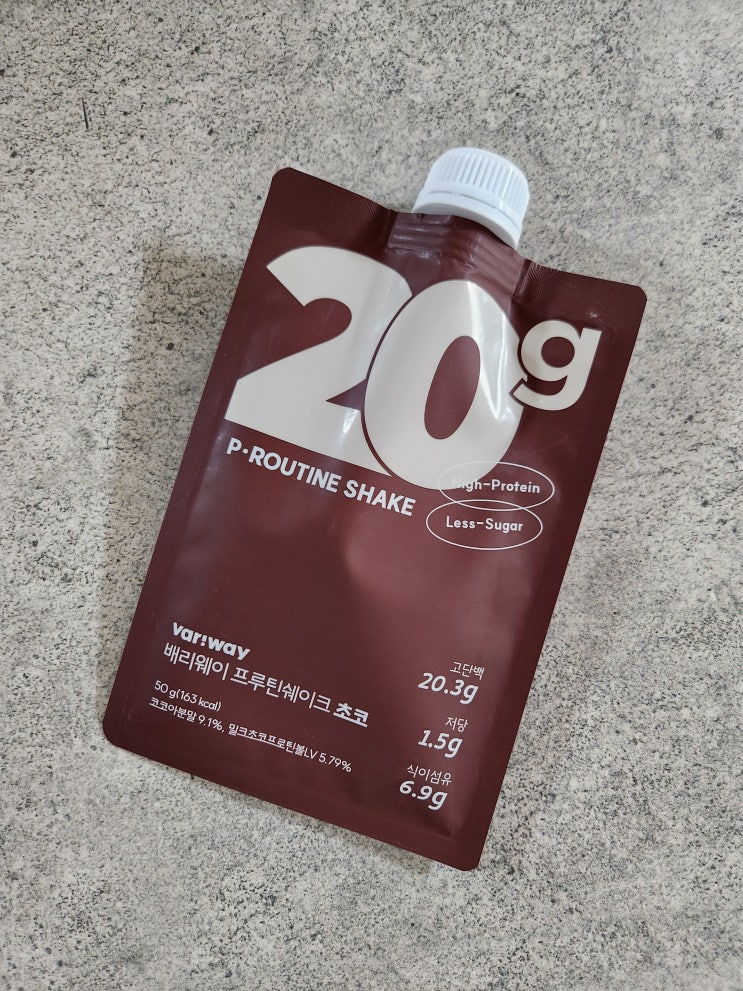 20g
P·ROUTINE SHAKE
High-Protein
Less-Sugar
var!way
배리웨이 프루틴쉐이크 초코
50 g(163 kcal)
코코아분말 9.1%, 밀크초코프로틴볼LV 5.79%
고단백
20.3g
저당
1.5g
식이섬유
6.9g